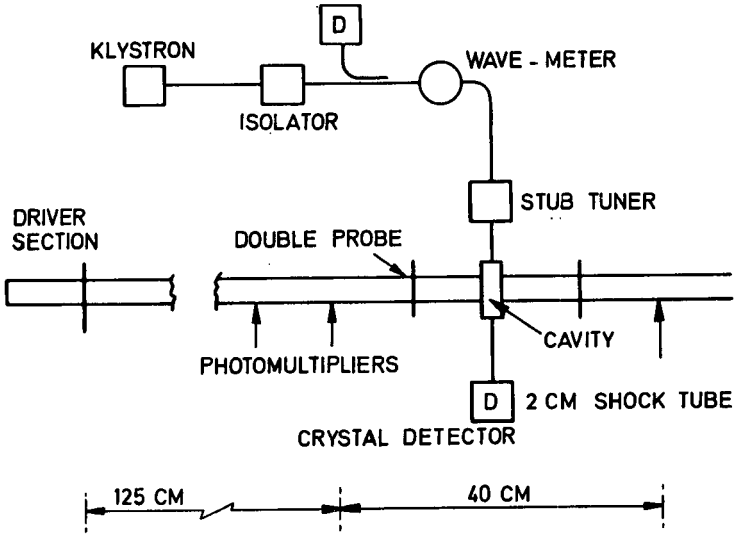 D
KLYSTRON
WAVE - METER
ISOLATOR
STUB TUNER
DRIVER
SECTION
DOUBLE PROBE
CAVITY
PHOTOMULTIPLIERS
D
2 CM SHOCK TUBE
CRYSTAL DETECTOR
125 CM
40 CM